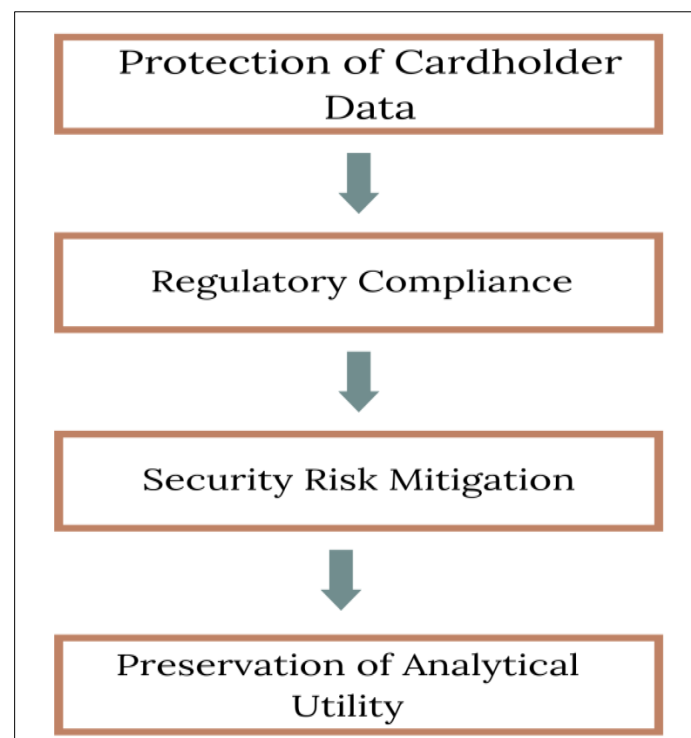 Protection of Cardholder
Data
Regulatory Compliance
Security Risk Mitigation
Preservation of Analytical
Utility